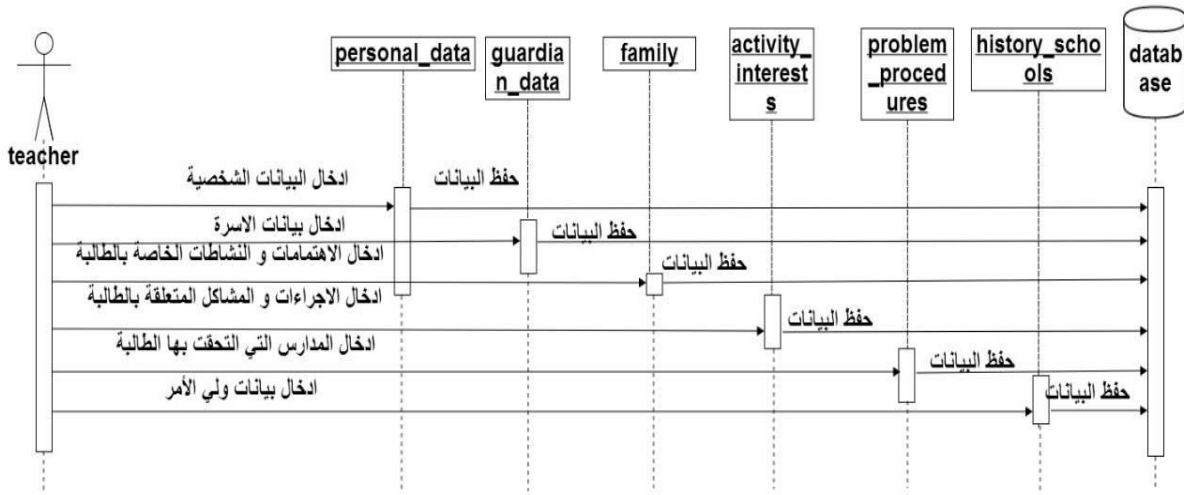 teacher
personal_data
guardia
n_data
family
activity_
interest
s
problem
_proced
ures
history_scho
ols
datab
ase
ادخال البيانات الشخصية
حفظ البيانات
ادخال بيانات الاسرة
حفظ البيانات
ادخال الاهتمامات و النشاطات الخاصة بالطالبة
حفظ البيانات
ادخال الاجراءات و المشاكل المتعلقة بالطالبة
حفظ البيانات
ادخال المدارس التي التحقت بها الطالبة
حفظ البيانات
ادخال بيانات ولي الأمر
حفظ البيانات